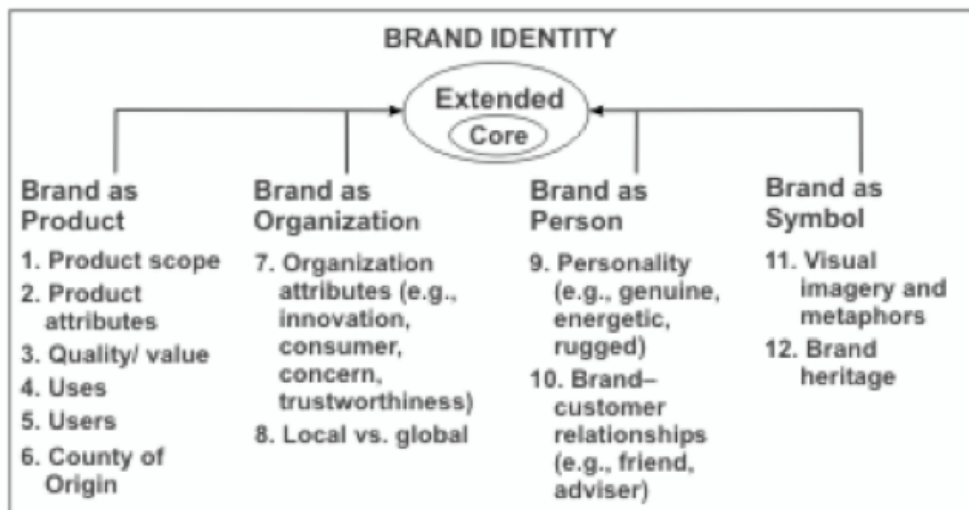 BRAND IDENTITY
Extended
Core
Brand as
Product
1. Product scope
2. Product
attributes
3. Quality/ value
4. Uses
5. Users
6. County of
Origin
Brand as
Organization
7. Organization
attributes (e.g.,
innovation,
consumer,
concern,
trustworthiness)
8. Local vs. global
Brand as
Person
9. Personality
(e.g., genuine,
energetic,
rugged)
10. Brand–
customer
relationships
(e.g., friend,
adviser)
Brand as
Symbol
11. Visual
imagery and
metaphors
12. Brand
heritage